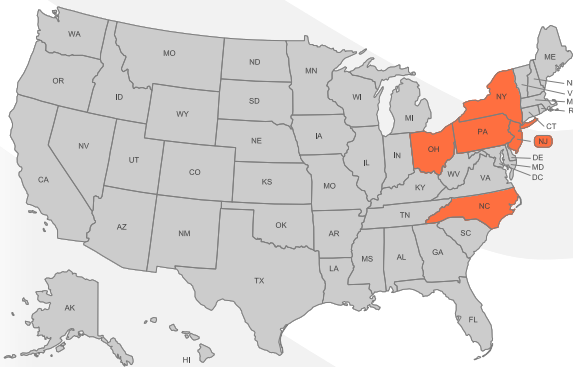 WA
MO
ND
MN
ME
OR
ID
SD
WI
MI
NY
N
V
M
R
WY
CT
NE
IA
PA
NJ
NV
UT
CO
IL
IN
OH
DE
MD
DC
CA
KS
MO
WV
VA
KY
AZ
NM
OK
AR
TN
NC
SC
TX
LA
MS
AL
GA
AK
HI
FL